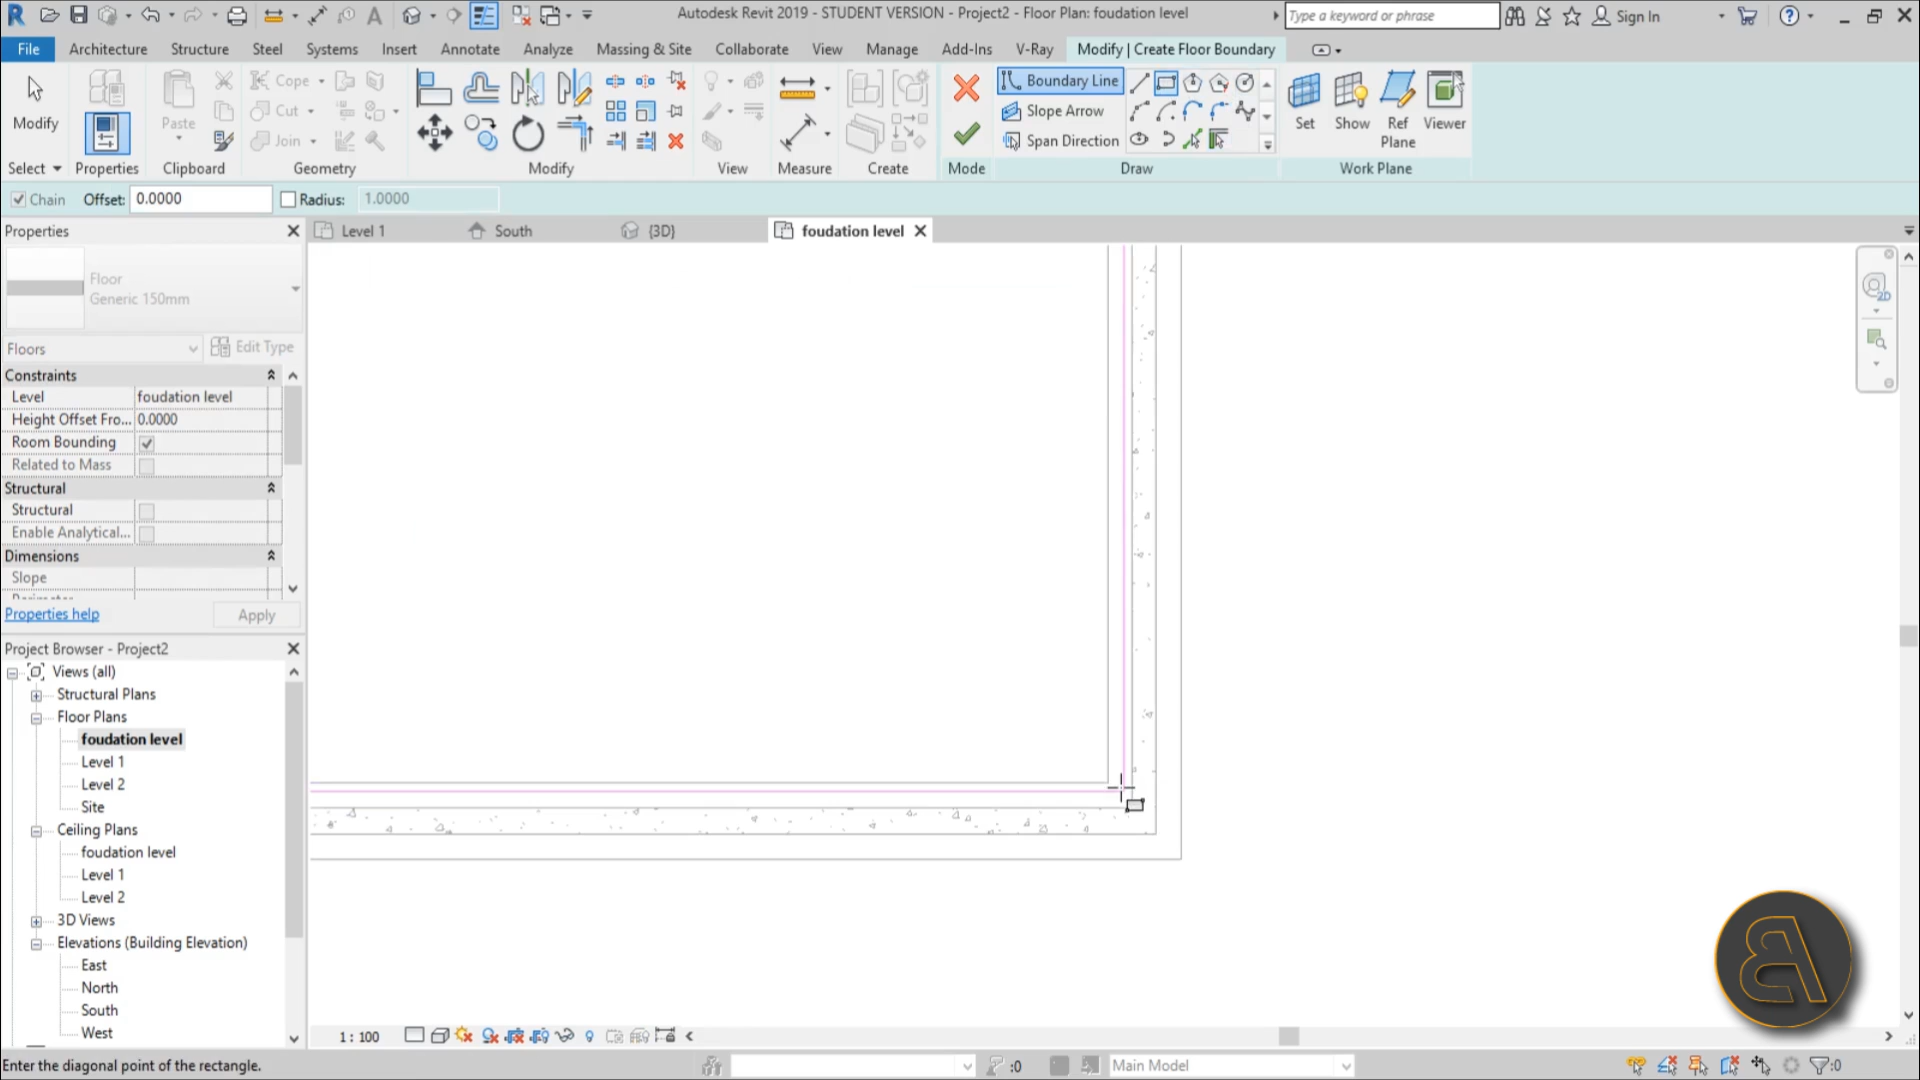 Autodesk Revit 2019 - STUDENT VERSION - Project2 - Floor Plan: foudation level
Type a keyword or phrase
Sign In
File Architecture Structure Steel Systems Insert Annotate Analyze Massing & Site Collaborate View Manage Add-Ins V-Ray Modify | Create Floor Boundary
Modify
Paste
Cope
Cut
Join
Boundary Line
Slope Arrow
Span Direction
Set
Show
Ref
Plane
Viewer
Select Properties Clipboard Geometry Modify View Measure Create Mode Draw Work Plane
Chain Offset: 0.0000 Radius: 1.0000
Properties
Level 1
South
{3D}
foudation level
Floor
Generic 150mm
Floors
Edit Type
Constraints
Level foudation level
Height Offset Fro... 0.0000
Room Bounding
Related to Mass
Structural
Structural
Enable Analytical...
Dimensions
Slope
Properties help
Apply
Project Browser - Project2
Views (all)
Structural Plans
Floor Plans
foudation level
Level 1
Level 2
Site
Ceiling Plans
foudation level
Level 1
Level 2
3D Views
Elevations (Building Elevation)
East
North
South
West
2D
1 : 100
Enter the diagonal point of the rectangle.
:0
Main Model
:0